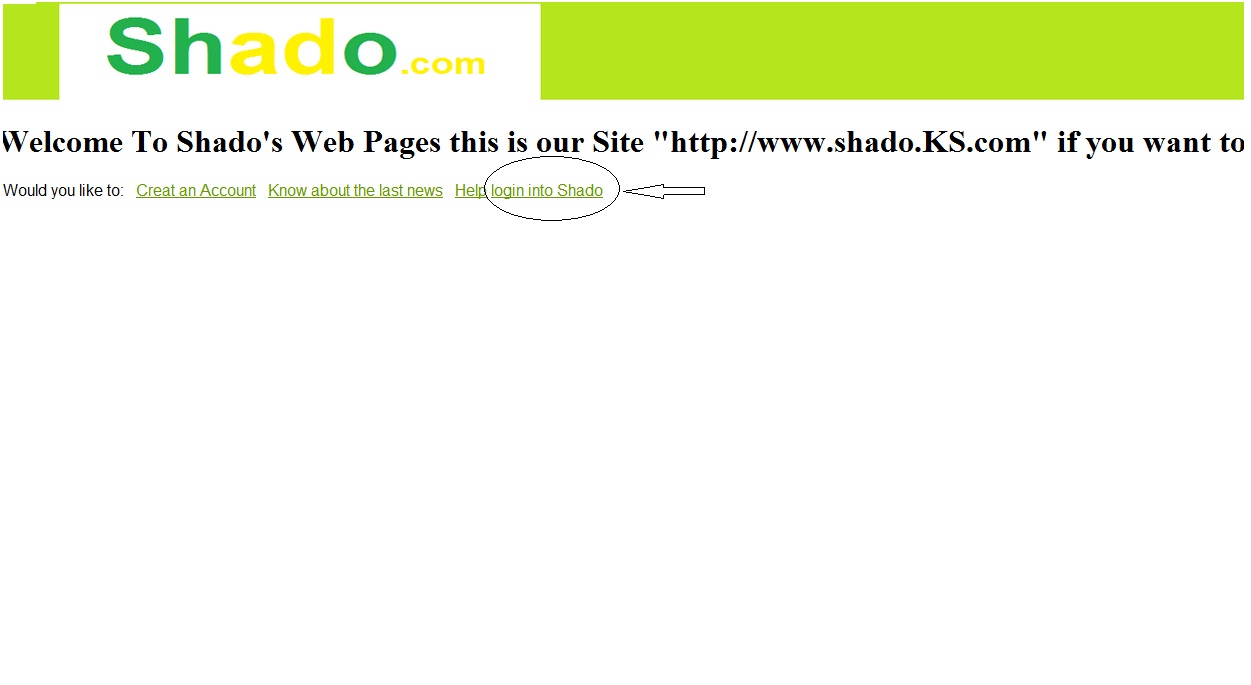 Shado.com
Welcome To Shado's Web Pages this is our Site "http://www.shado.KS.com" if you want to
Would you like to: Creat an Account Know about the last news Help login into Shado